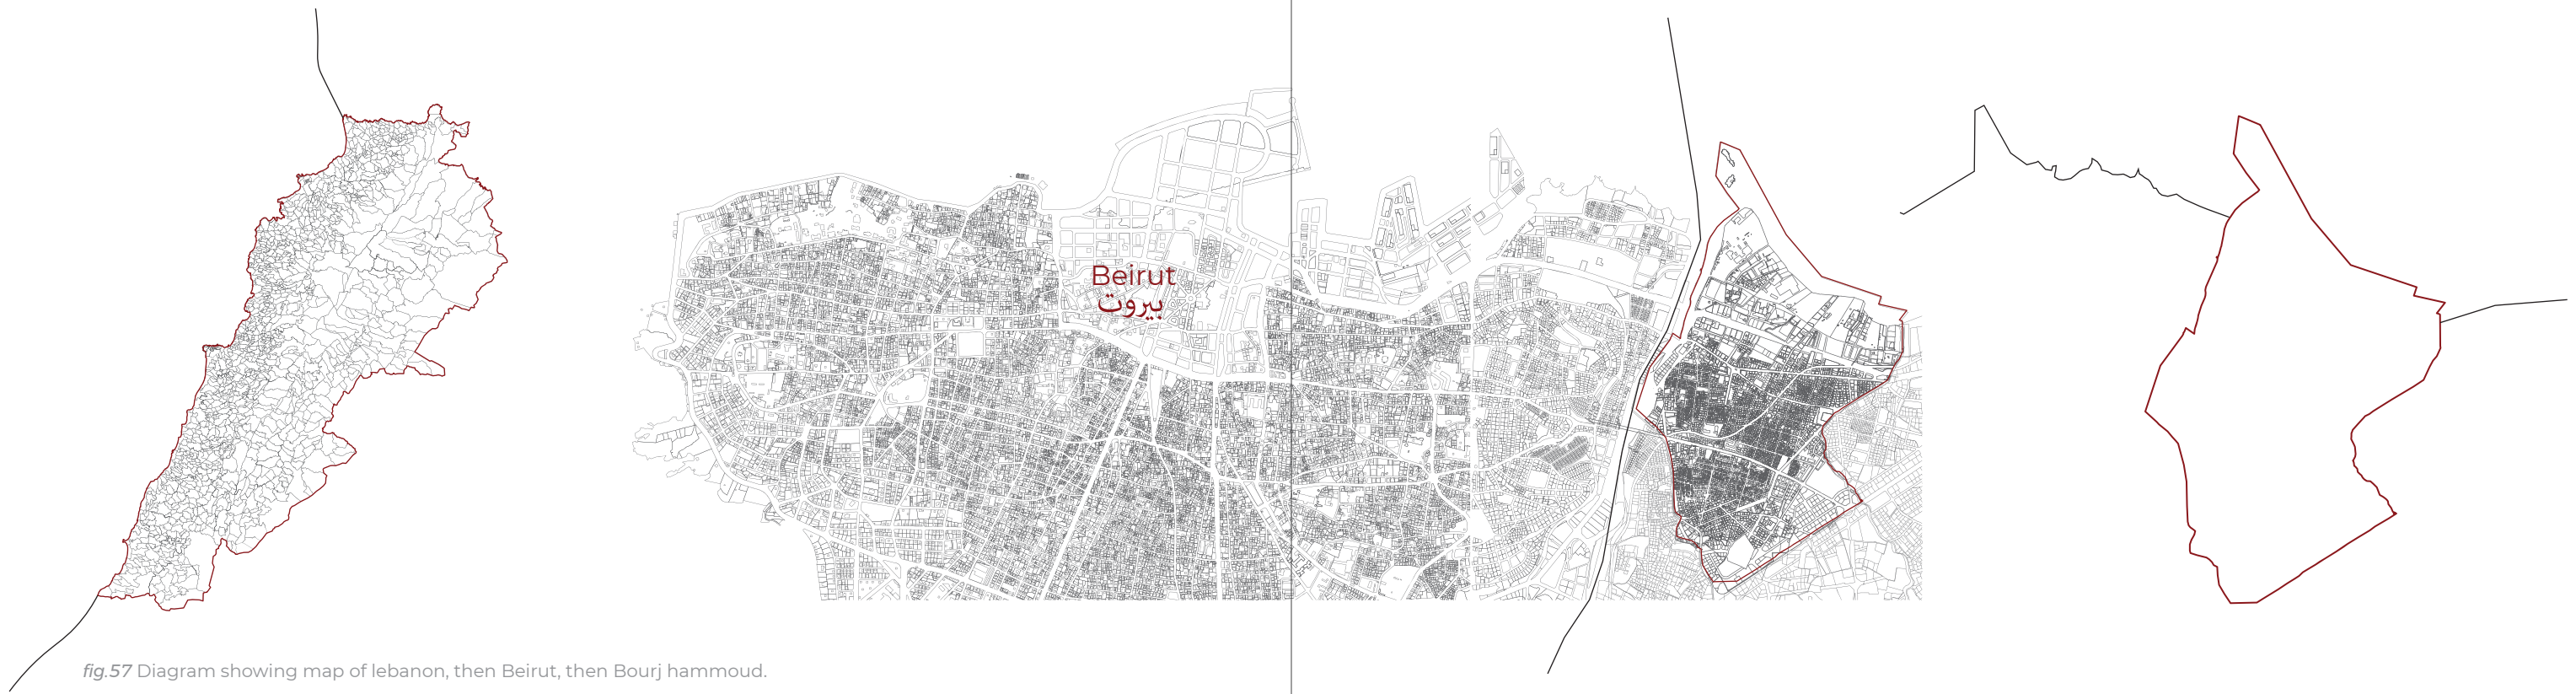 Beirut
بيروت
fig.57 Diagram showing map of lebanon, then Beirut, then Bourj hammoud.